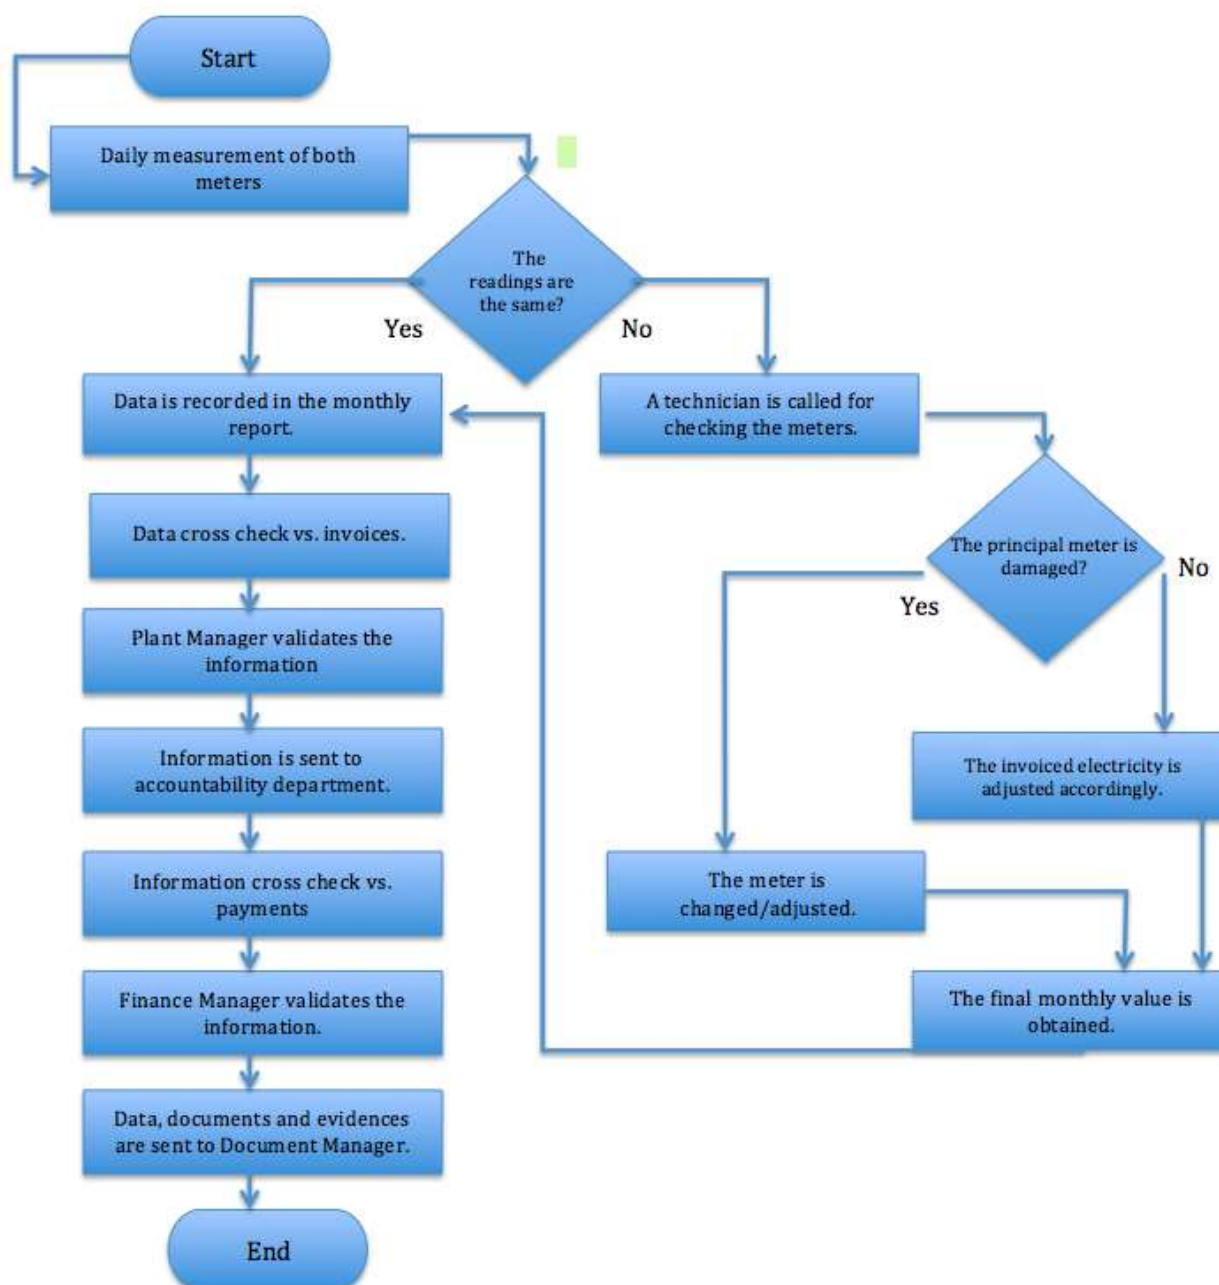 Start
Daily measurement of both
meters
The
readings are
the same?
Yes
No
Data is recorded in the monthly
report.
A technician is called for
checking the meters.
Data cross check vs. invoices.
The principal meter is
damaged?
Yes
No
Plant Manager validates the
information
Information is sent to
accountability department.
The invoiced electricity is
adjusted accordingly.
Information cross check vs.
payments
The meter is
changed/adjusted.
Finance Manager validates the
information.
The final monthly value is
obtained.
Data, documents and evidences
are sent to Document Manager.
End